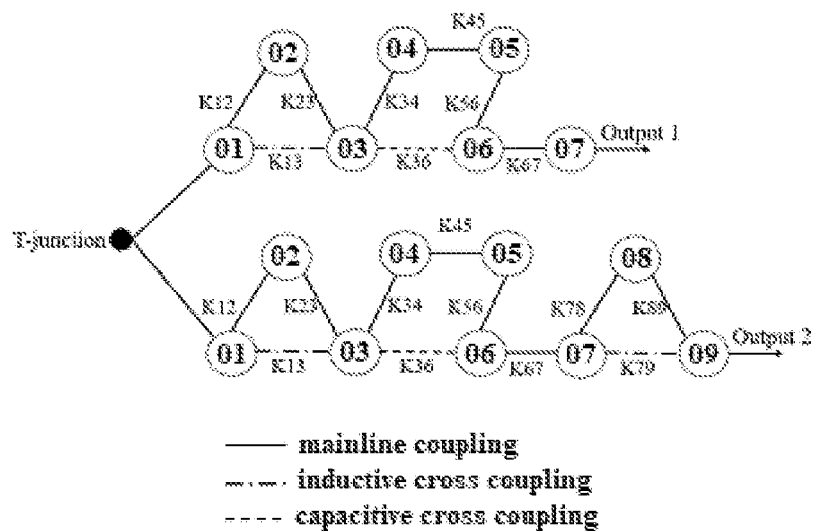 K45
02
04
05
K12
K23
K34
K56
Output 1
01
03
06
07
K13
K36
K67
T-junction
K45
02
04
05
08
K12
K23
K34
K56
K78
K89
Output 2
01
03
06
07
09
K13
K36
K67
K79
mainline coupling
inductive cross coupling
capacitive cross coupling